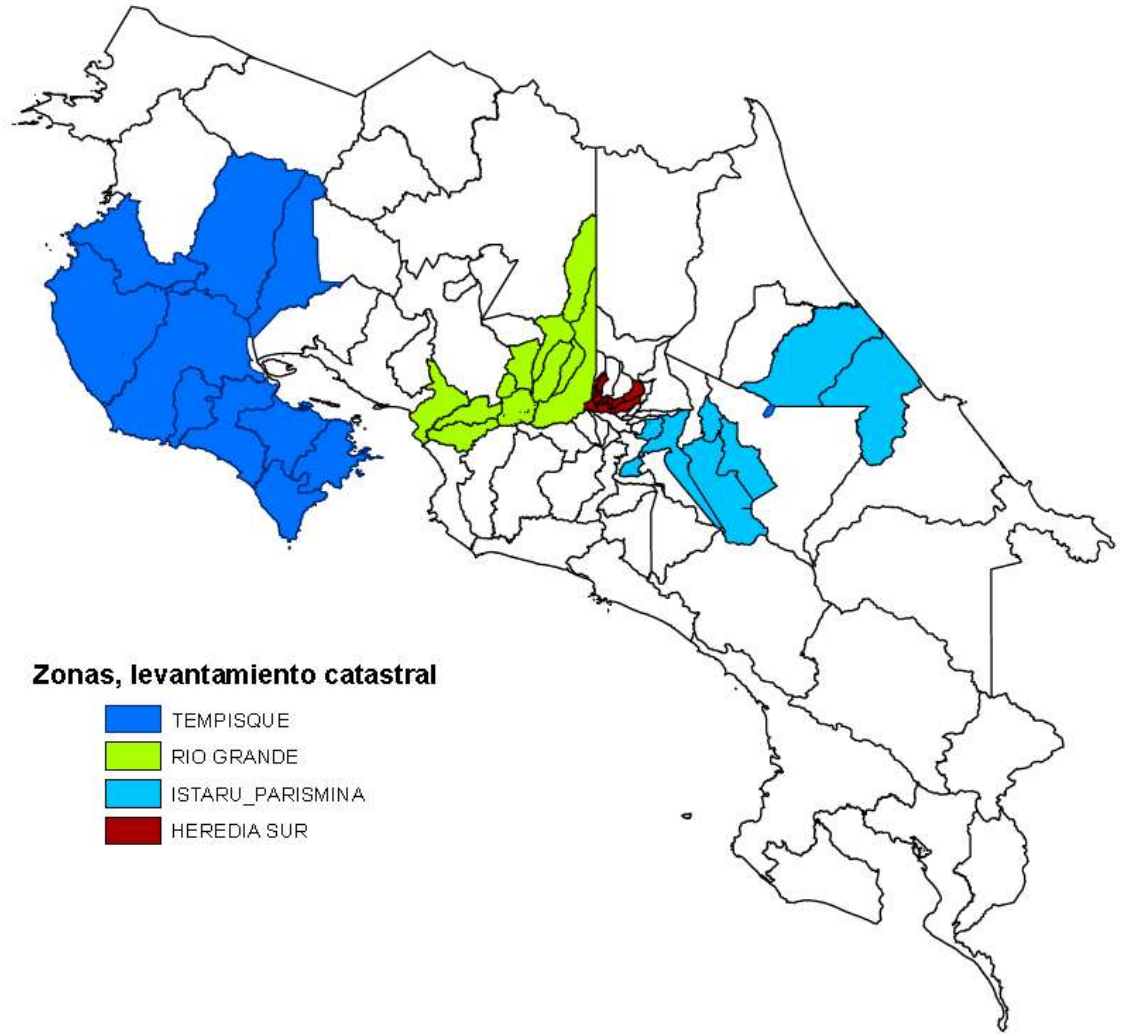 Zonas, levantamiento catastral
TEMPISQUE
RIO GRANDE
ISTARU_PARISMINA
HEREDIA SUR